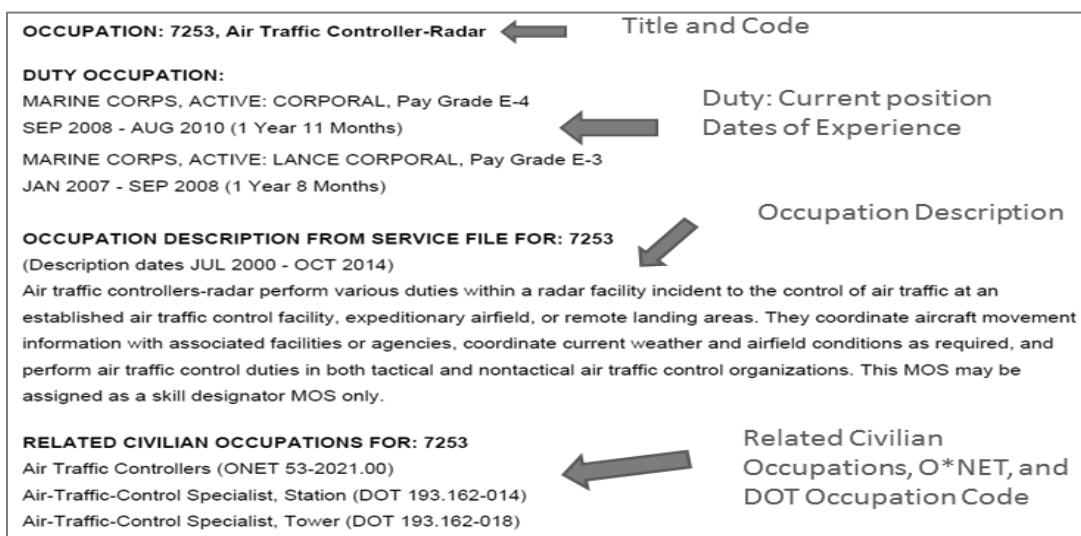 OCCUPATION: 7253, Air Traffic Controller-Radar
Title and Code
DUTY OCCUPATION:
MARINE CORPS, ACTIVE: CORPORAL, Pay Grade E-4
SEP 2008 - AUG 2010 (1 Year 11 Months)
MARINE CORPS, ACTIVE: LANCE CORPORAL, Pay Grade E-3
JAN 2007 - SEP 2008 (1 Year 8 Months)
Duty: Current position
Dates of Experience
Occupation Description
OCCUPATION DESCRIPTION FROM SERVICE FILE FOR: 7253
(Description dates JUL 2000 - OCT 2014)
Air traffic controllers-radar perform various duties within a radar facility incident to the control of air traffic at an
established air traffic control facility, expeditionary airfield, or remote landing areas. They coordinate aircraft movement
information with associated facilities or agencies, coordinate current weather and airfield conditions as required, and
perform air traffic control duties in both tactical and nontactical air traffic control organizations. This MOS may be
assigned as a skill designator MOS only.
RELATED CIVILIAN OCCUPATIONS FOR: 7253
Air Traffic Controllers (ONET 53-2021.00)
Air-Traffic-Control Specialist, Station (DOT 193.162-014)
Air-Traffic-Control Specialist, Tower (DOT 193.162-018)
Related Civilian
Occupations, O*NET, and
DOT Occupation Code